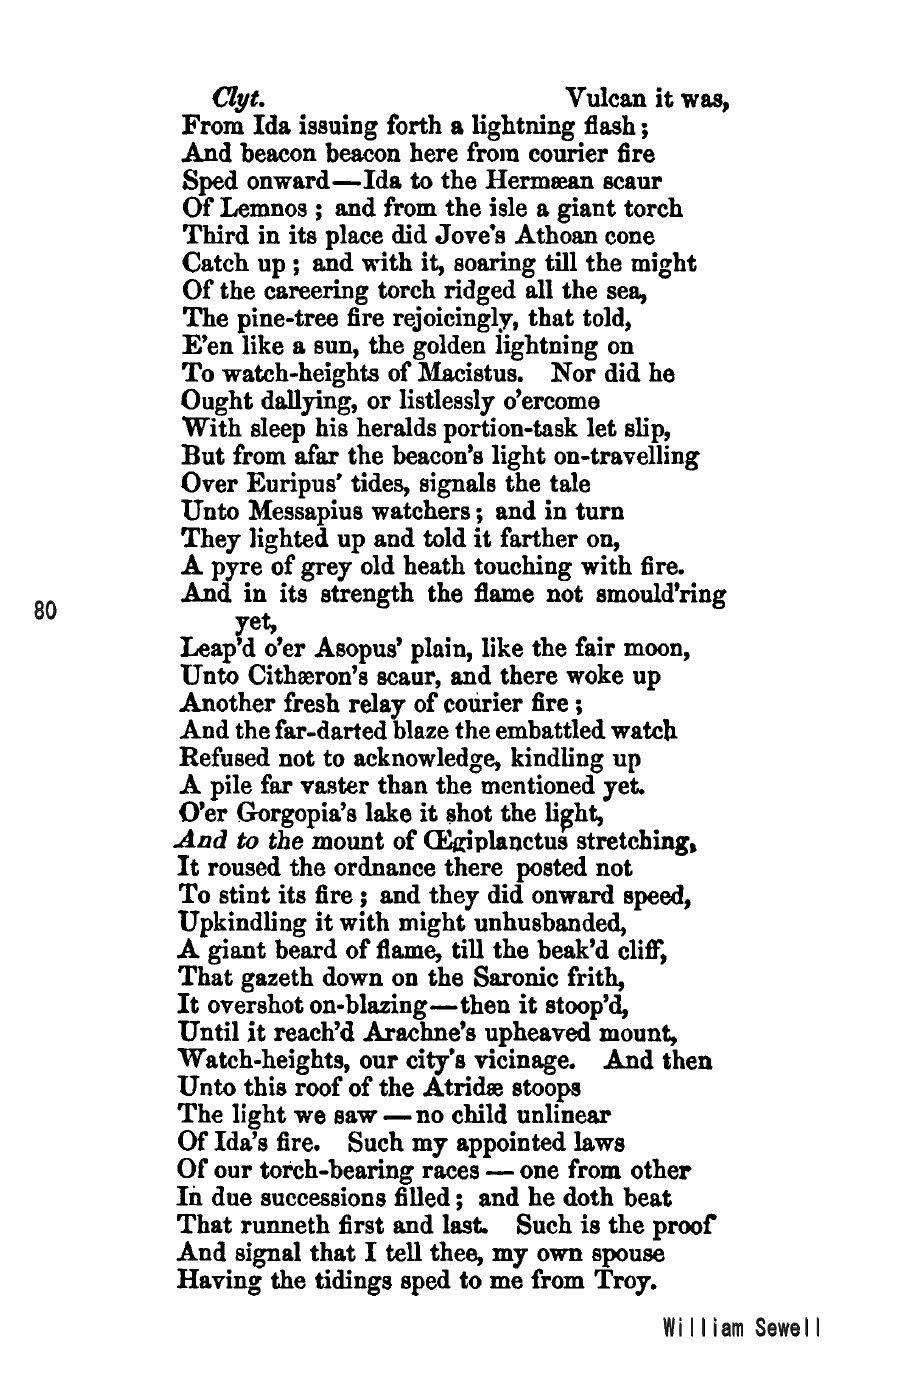 Clyt. Vulcan it was,
From Ida issuing forth a lightning flash ;
And beacon beacon here from courier fire
Sped onward—Ida to the Hermæan scaur
Of Lemnos ; and from the isle a giant torch
Third in its place did Jove's Athoan cone
Catch up ; and with it, soaring till the might
Of the careering torch ridged all the sea,
The pine-tree fire rejoicingly, that told,
E'en like a sun, the golden lightning on
To watch-heights of Macistus. Nor did he
Ought dallying, or listlessly o'ercome
With sleep his heralds portion-task let slip,
But from afar the beacon's light on-travelling
Over Euripus' tides, signals the tale
Unto Messapius watchers ; and in turn
They lighted up and told it farther on,
A pyre of grey old heath touching with fire.
And in its strength the flame not smould'ring
80
yet,
Leap'd o'er Asopus' plain, like the fair moon,
Unto Cithæron's scaur, and there woke up
Another fresh relay of courier fire ;
And the far-darted blaze the embattled watch
Refused not to acknowledge, kindling up
A pile far vaster than the mentioned yet.
O'er Gorgopia's lake it shot the light,
And to the mount of Œgiplanctus stretching,
It roused the ordnance there posted not
To stint its fire ; and they did onward speed,
Upkindling it with might unhusbanded,
A giant beard of flame, till the beak'd cliff,
That gazeth down on the Saronic frith,
It overshot on-blazing—then it stoop'd,
Until it reach'd Arachne's upheaved mount,
Watch-heights, our city's vicinage. And then
Unto this roof of the Atridæ stoops
The light we saw — no child unlinear
Of Ida's fire. Such my appointed laws
Of our torch-bearing races — one from other
In due successions filled ; and he doth beat
That runneth first and last. Such is the proof
And signal that I tell thee, my own spouse
Having the tidings sped to me from Troy.
William Sewell